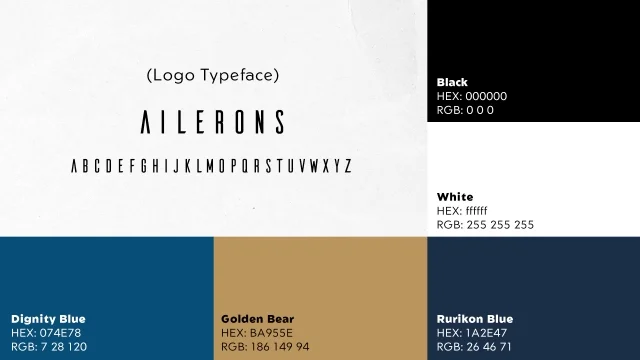 (Logo Typeface)
AILERONS
ABCDEFGHIJKLMOPQRSTUVWXYZ
Black
HEX: 000000
RGB: 0 0 0
White
HEX: ffffff
RGB: 255 255 255
Dignity Blue
HEX: 074E78
RGB: 7 28 120
Golden Bear
HEX: BA955E
RGB: 186 149 94
Rurikon Blue
HEX: 1A2E47
RGB: 26 46 71